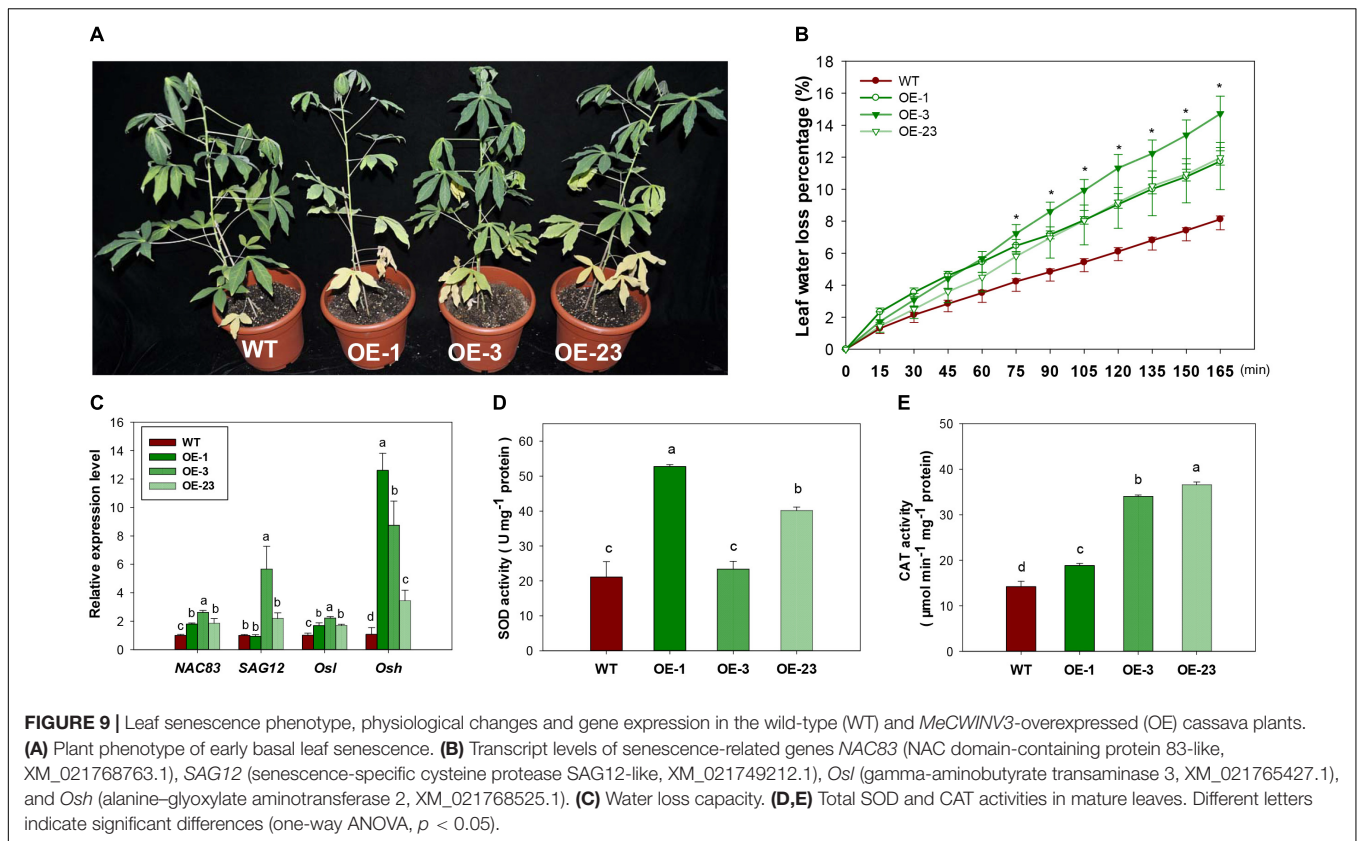 A
WT
OE-1
OE-3
OE-23
B
Leaf water loss percentage (%)
18
16
14
12
10
8
6
4
2
0
WT
OE-1
OE-3
OE-23
* * * * * * *
0 15 30 45 60 75 90 105 120 135 150 165 (min)
C
Relative expression level
16
14
12
10
8
6
4
2
0
WT
OE-1
OE-3
OE-23
c b a b
b b a b
c b a b
d a b c
NAC83 SAG12 Osl Osh
D
SOD activity ( U mg-1 protein )
60
50
40
30
20
10
0
c a c b
WT OE-1 OE-3 OE-23
E
CAT activity
( µmol min-1 mg-1 protein)
50
40
30
20
10
0
d c b a
WT OE-1 OE-3 OE-23
FIGURE 9 | Leaf senescence phenotype, physiological changes and gene expression in the wild-type (WT) and MeCWINV3-overexpressed (OE) cassava plants.
(A) Plant phenotype of early basal leaf senescence. (B) Transcript levels of senescence-related genes NAC83 (NAC domain-containing protein 83-like,
XM_021768763.1), SAG12 (senescence-specific cysteine protease SAG12-like, XM_021749212.1), Osl (gamma-aminobutyrate transaminase 3, XM_021765427.1),
and Osh (alanine–glyoxylate aminotransferase 2, XM_021768525.1). (C) Water loss capacity. (D,E) Total SOD and CAT activities in mature leaves. Different letters
indicate significant differences (one-way ANOVA, p < 0.05).